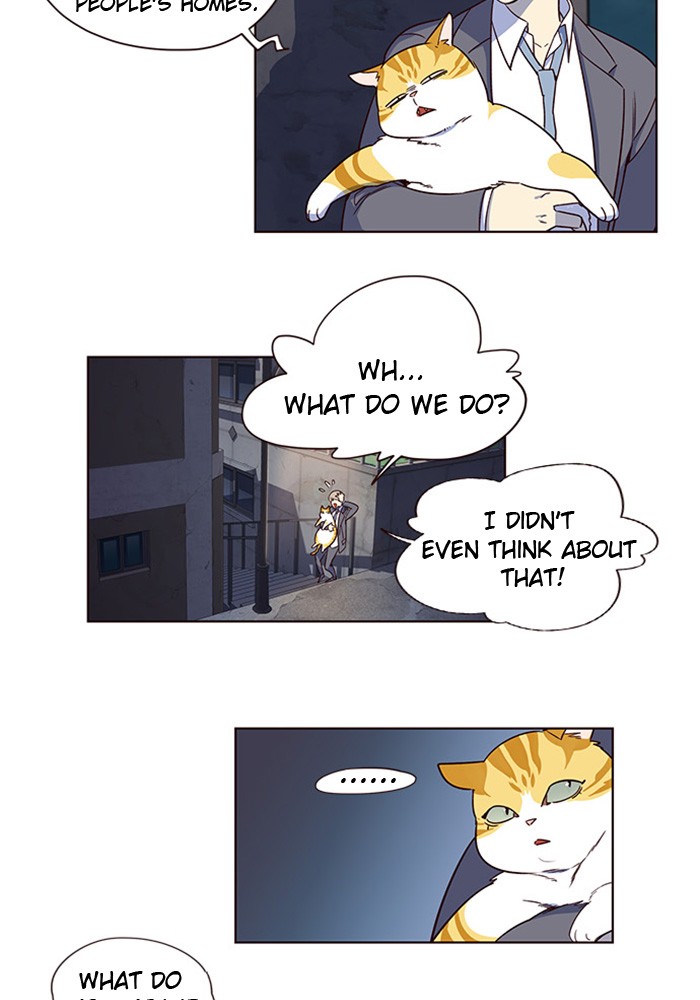 PEOPLE'S HOMES.
WH...
WHAT DO WE DO?
I DIDN'T
EVEN THINK ABOUT
THAT!
......
WHAT DO